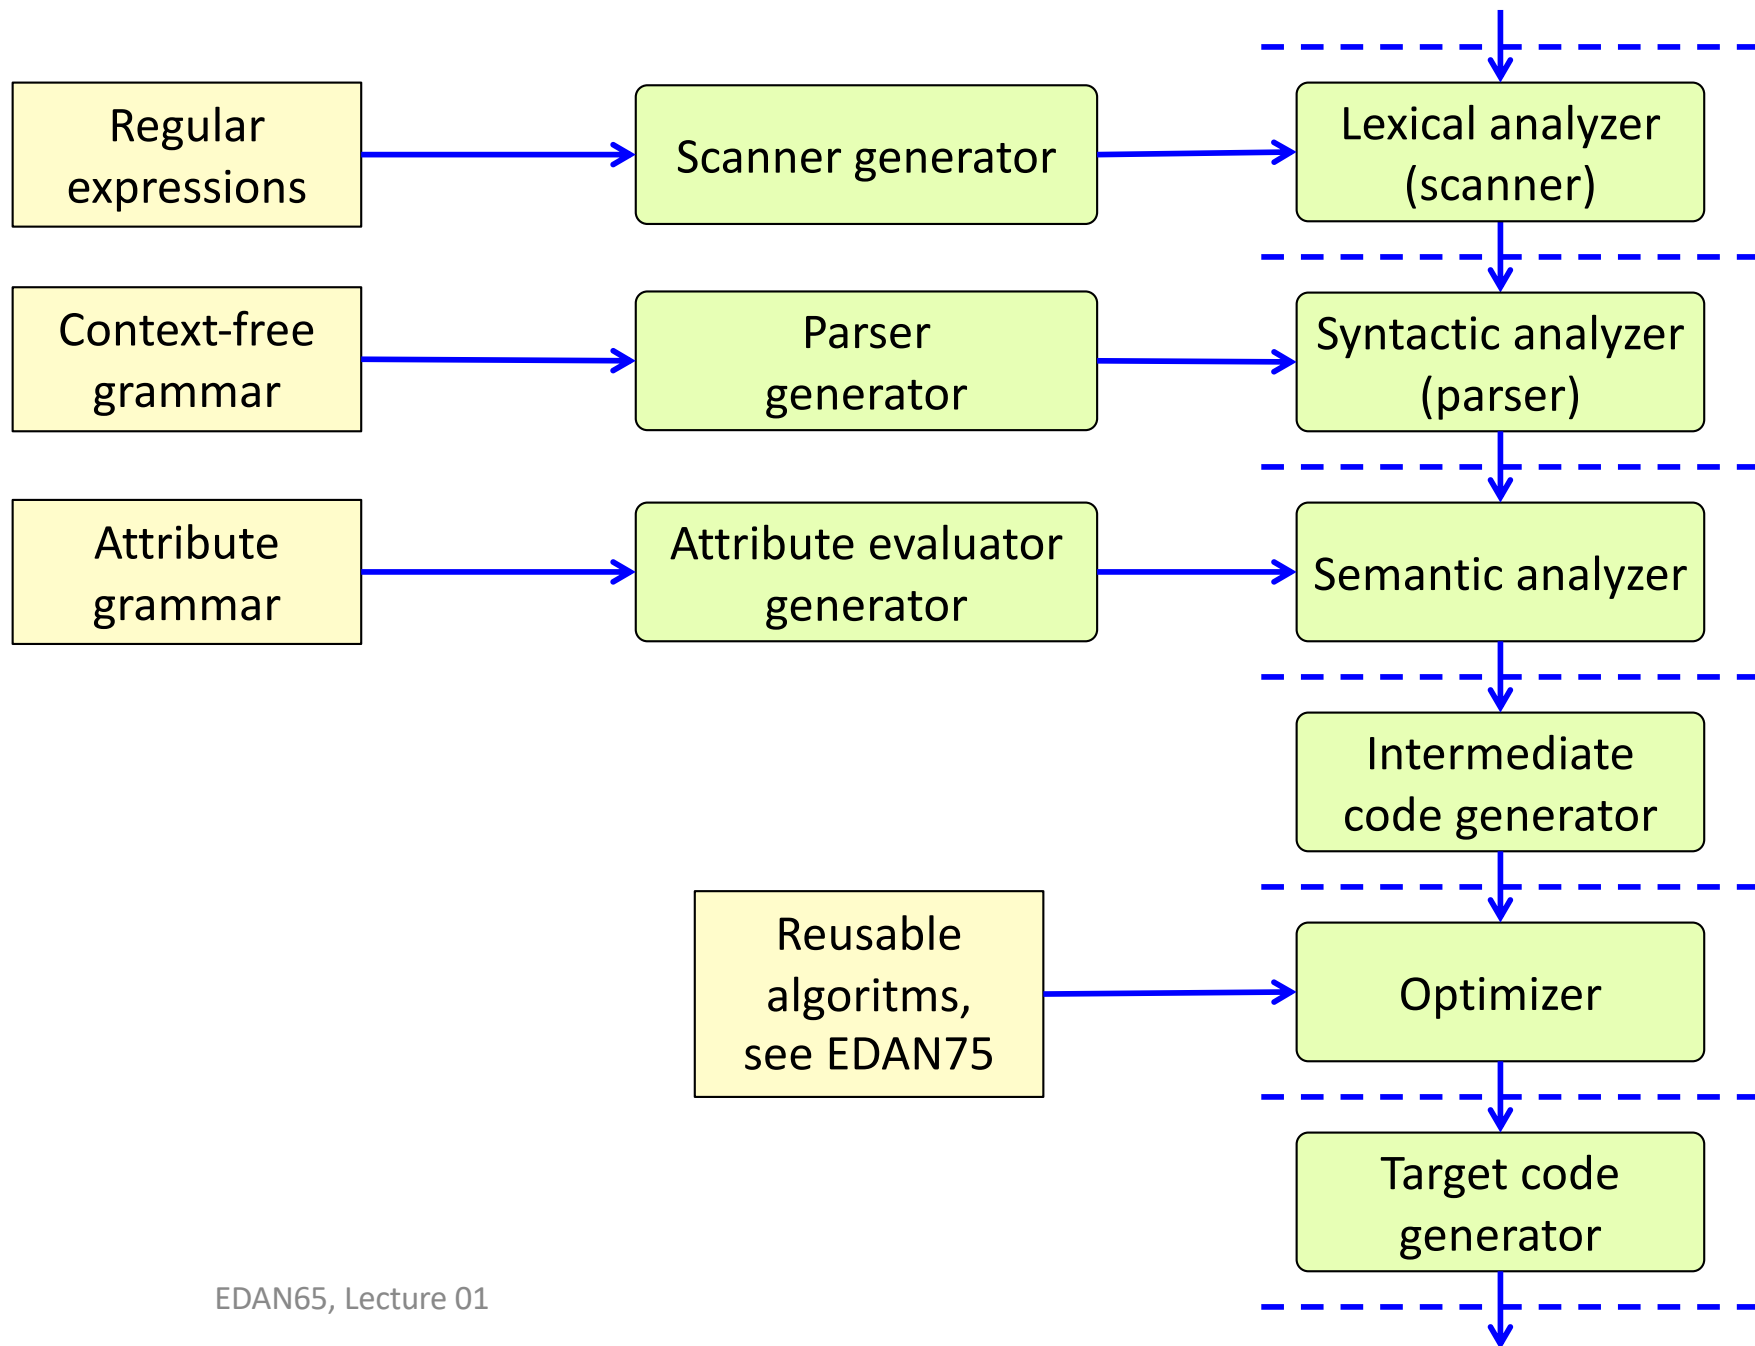 Regular
expressions
Scanner generator
Lexical analyzer
(scanner)
Context-free
grammar
Parser
generator
Syntactic analyzer
(parser)
Attribute
grammar
Attribute evaluator
generator
Semantic analyzer
Intermediate
code generator
Reusable
algoritms,
see EDAN75
Optimizer
Target code
generator
EDAN65, Lecture 01